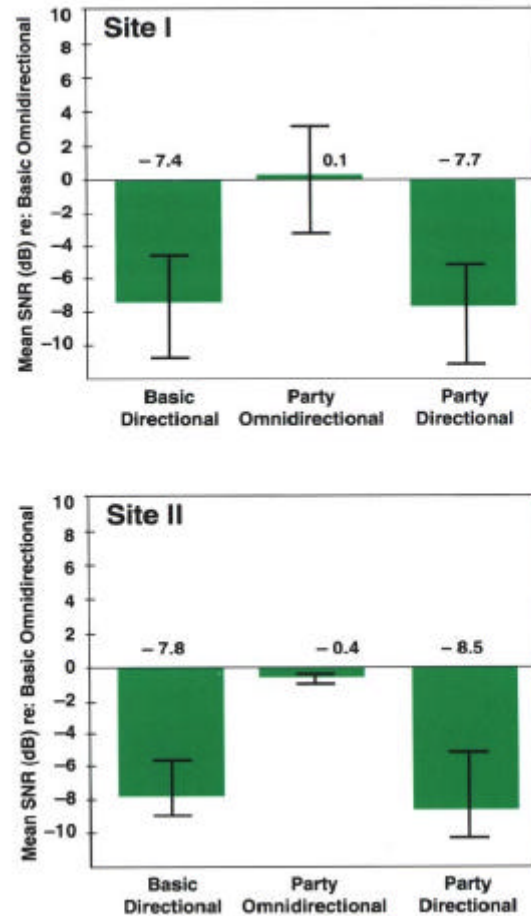 Site I
Mean SNR (dB) re: Basic Omnidirectional
10
8
6
4
2
0
−2
−4
−6
−8
−10
− 7.4
0.1
− 7.7
Basic
Directional
Party
Omnidirectional
Party
Directional
Site II
Mean SNR (dB) re: Basic Omnidirectional
10
8
6
4
2
0
−2
−4
−6
−8
−10
− 7.8
− 0.4
− 8.5
Basic
Directional
Party
Omnidirectional
Party
Directional